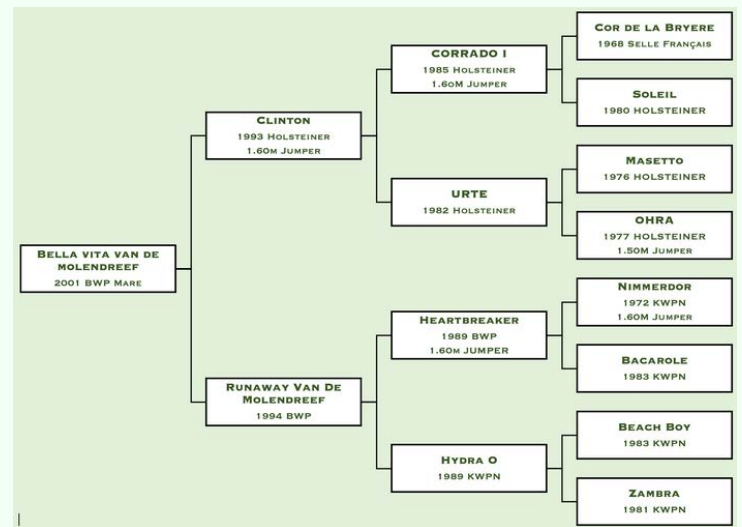 Bella vita van de
molendreef
2001 BWP Mare
Clinton
1993 Holsteiner
1.60m Jumper
Runaway Van De
Molendreef
1994 BWP
CORRADO I
1985 Holsteiner
1.60M Jumper
URTE
1982 Holsteiner
Heartbreaker
1989 BWP
1.60m JUMPER
Hydra O
1989 KWPN
Cor de la Bryere
1968 Selle Français
Soleil
1980 HOLSTEINER
Masetto
1976 HOLSTEINER
OHRA
1977 HOLSTEINER
1.50M Jumper
Nimmerdor
1972 KWPN
1.60M Jumper
Bacarole
1983 KWPN
Beach Boy
1983 KWPN
Zambra
1981 KWPN